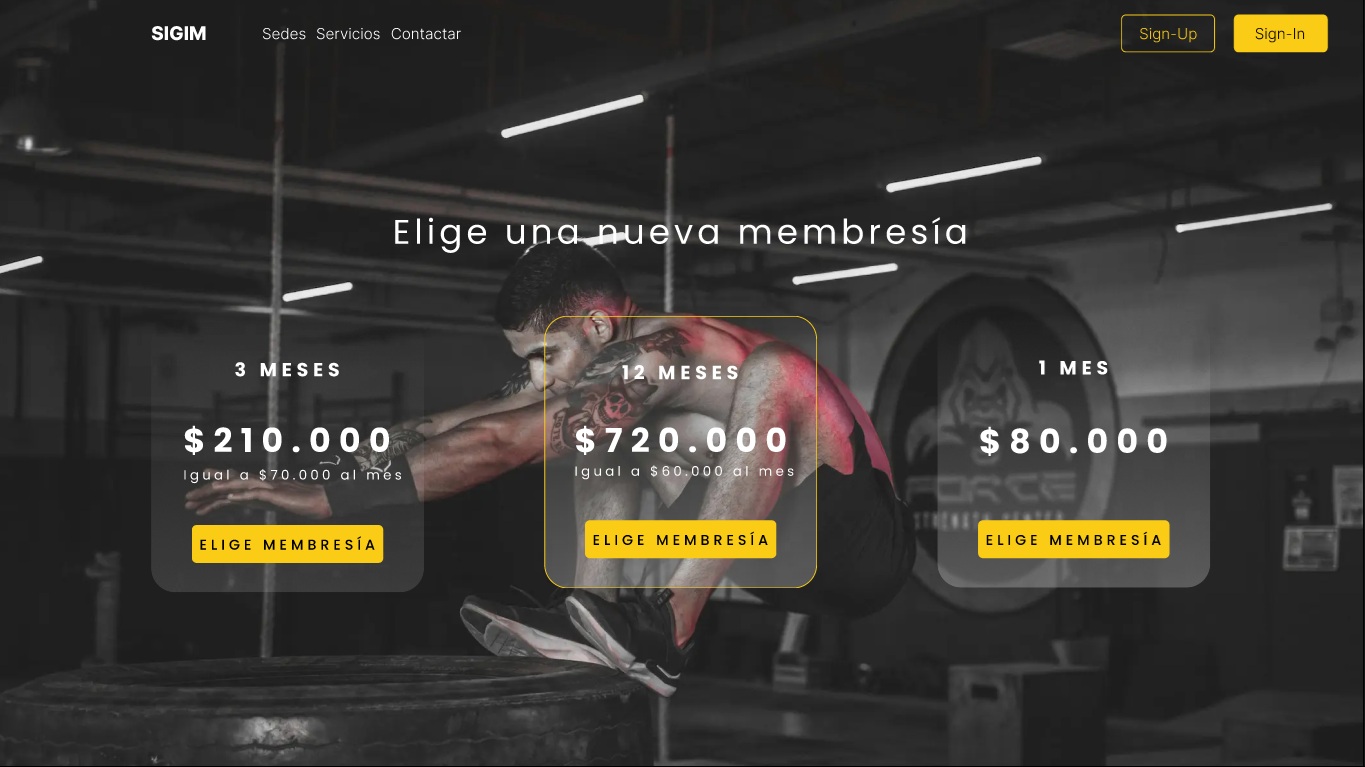 SIGIM
Sedes Servicios Contactar
Sign-Up
Sign-In
Elige una nueva membresía
3 MESES
$210.000
Igual a $70.000 al mes
ELIGE MEMBRESÍA
12 MESES
$720.000
Igual a $60.000 al mes
ELIGE MEMBRESÍA
1 MES
$80.000
ELIGE MEMBRESÍA
FORCE
STRENGTH CENTER